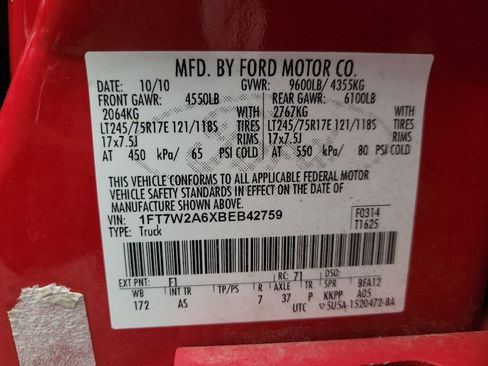 MFD. BY FORD MOTOR CO.
DATE: 10/10 GVWR: 9600LB/ 4355KG
FRONT GAWR: 4550LB REAR GAWR: 6100LB
2064KG WITH 2767KG WITH
LT245/75R17E 121/118S TIRES LT245/75R17E 121/118S TIRES
17x7.5J RIMS 17x7.5J RIMS
AT 450 kPa/ 65 PSI COLD AT 550 kPa/ 80 PSI COLD
THIS VEHICLE CONFORMS TO ALL APPLICABLE FEDERAL MOTOR
VEHICLE SAFETY STANDARDS IN EFFECT ON THE DATE OF
MANUFACTURE SHOWN ABOVE.
VIN: 1FT7W2A6XBEB42759 F0314
TYPE: Truck T1625
EXT PNT: F1 RC: 71 DSO:
WB INT TR TP/PS R AXLE TR SPR BFA12
172 AS 7 37 P KKPP A05
UTC 5U5A-1520472-BA